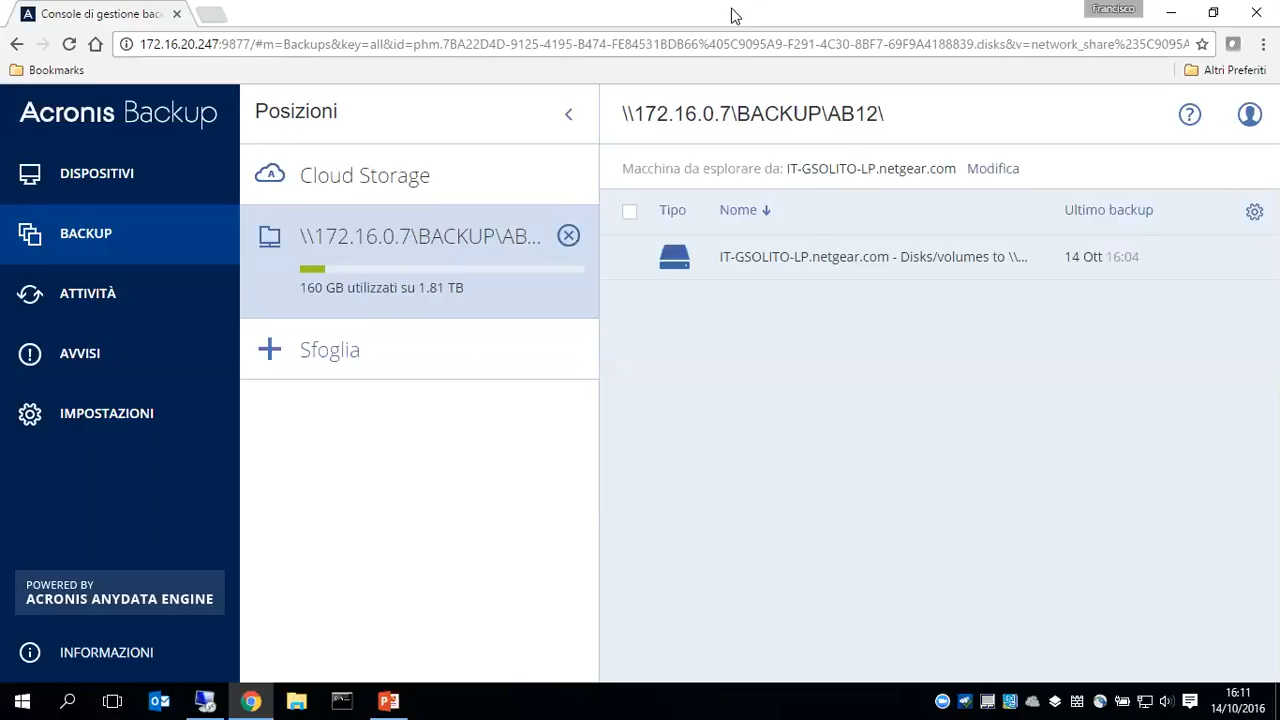 Console di gestione bac
Francisco
172.16.20.247:9877/#m=Backups&key=all&id=phm.7BA22D4D-9125-4195-B474-FE84531BDB66%405C9095A9-F291-4C30-8BF7-69F9A4188839.disks&v=network_share%235C9095A
Bookmarks
Altri Preferiti
Acronis Backup
Posizioni
\\172.16.0.7\BACKUP\AB12\
DISPOSITIVI
Cloud Storage
Macchina da esplorare da: IT-GSOLITO-LP.netgear.com Modifica
BACKUP
\\172.16.0.7\BACKUP\AB...
160 GB utilizzati su 1.81 TB
Tipo Nome Ultimo backup
IT-GSOLITO-LP.netgear.com - Disks/volumes to \\... 14 Ott 16:04
ATTIVITÀ
AVVISI
Sfoglia
IMPOSTAZIONI
POWERED BY
ACRONIS ANYDATA ENGINE
INFORMAZIONI
16:11
14/10/2016